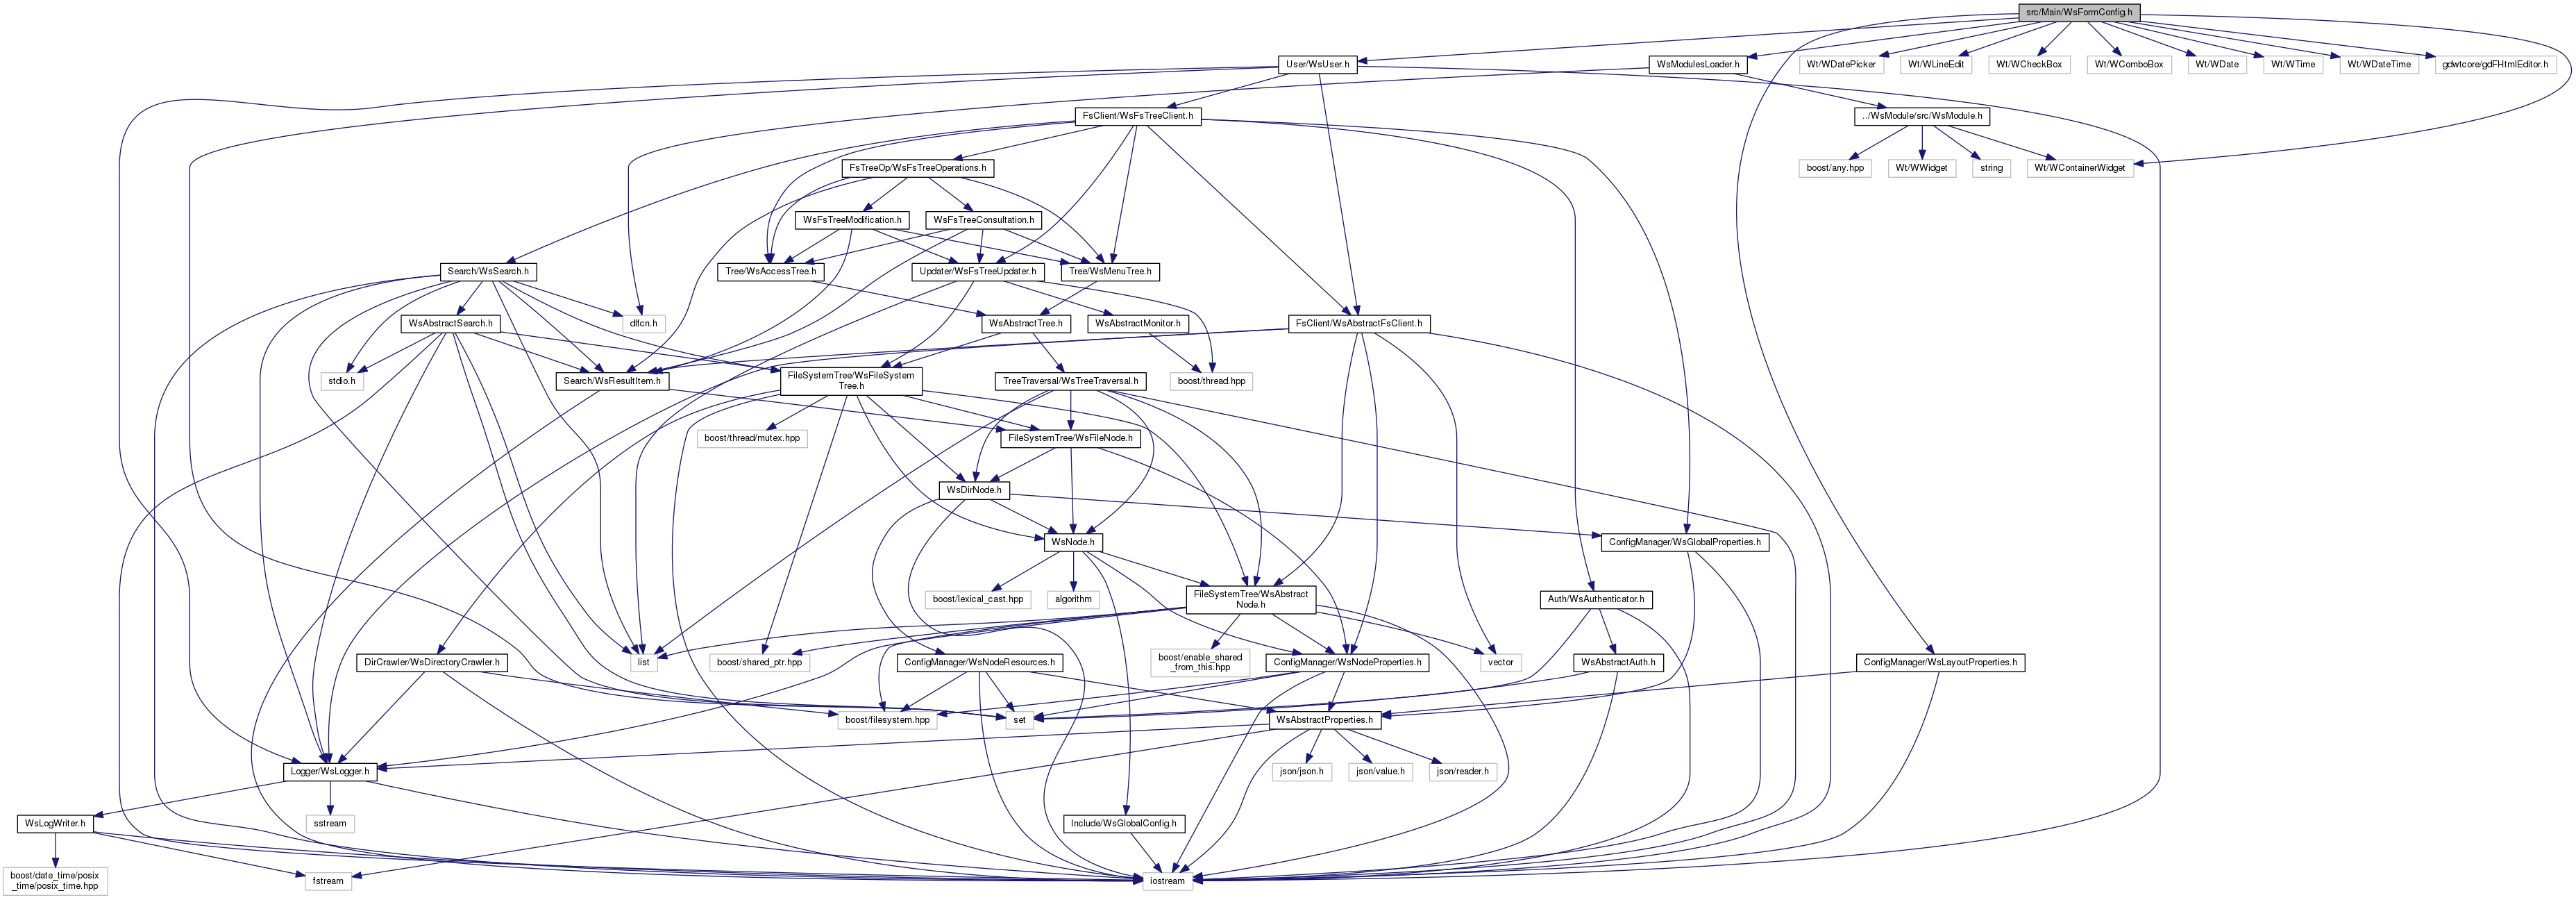 src/Main/WsFormConfig.h
User/WsUser.h
WsModulesLoader.h
Wt/WDatePicker
Wt/WLineEdit
Wt/WCheckBox
Wt/WComboBox
Wt/WDate
Wt/WTime
Wt/WDateTime
gdwtcore/gdFHtmlEditor.h
FsClient/WsFsTreeClient.h
../WsModule/src/WsModule.h
FsTreeOp/WsFsTreeOperations.h
boost/any.hpp
Wt/WWidget
string
Wt/WContainerWidget
WsFsTreeModification.h
WsFsTreeConsultation.h
Search/WsSearch.h
Tree/WsAccessTree.h
Updater/WsFsTreeUpdater.h
Tree/WsMenuTree.h
WsAbstractSearch.h
dlfcn.h
WsAbstractTree.h
WsAbstractMonitor.h
FsClient/WsAbstractFsClient.h
stdio.h
Search/WsResultItem.h
FileSystemTree/WsFileSystem
Tree.h
TreeTraversal/WsTreeTraversal.h
boost/thread.hpp
boost/thread/mutex.hpp
FileSystemTree/WsFileNode.h
WsDirNode.h
WsNode.h
ConfigManager/WsGlobalProperties.h
boost/lexical_cast.hpp
algorithm
FileSystemTree/WsAbstract
Node.h
Auth/WsAuthenticator.h
DirCrawler/WsDirectoryCrawler.h
list
boost/shared_ptr.hpp
ConfigManager/WsNodeResources.h
boost/enable_shared
_from_this.hpp
ConfigManager/WsNodeProperties.h
vector
WsAbstractAuth.h
ConfigManager/WsLayoutProperties.h
boost/filesystem.hpp
set
WsAbstractProperties.h
Logger/WsLogger.h
json/json.h
json/value.h
json/reader.h
WsLogWriter.h
sstream
Include/WsGlobalConfig.h
boost/date_time/posix
_time/posix_time.hpp
fstream
iostream